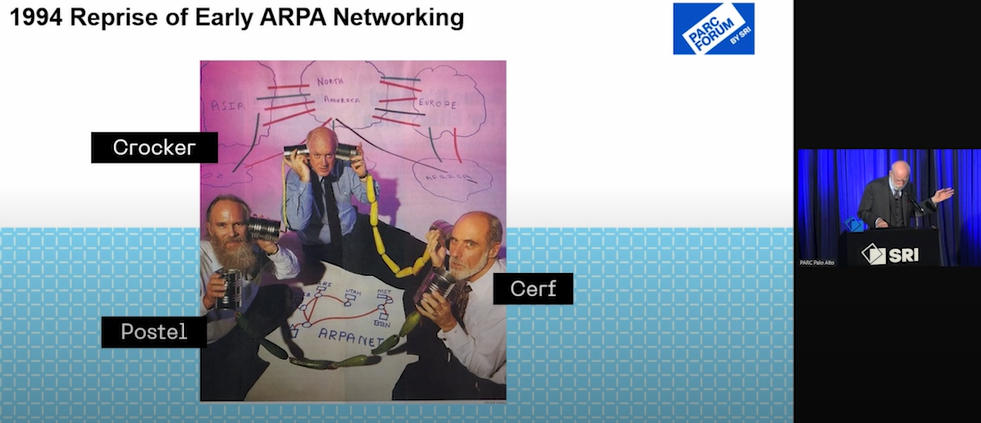 1994 Reprise of Early ARPA Networking
PARC
FORUM
BY SRI
NORTH
AMERICA
ASIA
EUROPE
AFRICA
Crocker
Cerf
Postel
UTAH
MIT
BBN
ARPANET
SRI
PARC Palo Alto